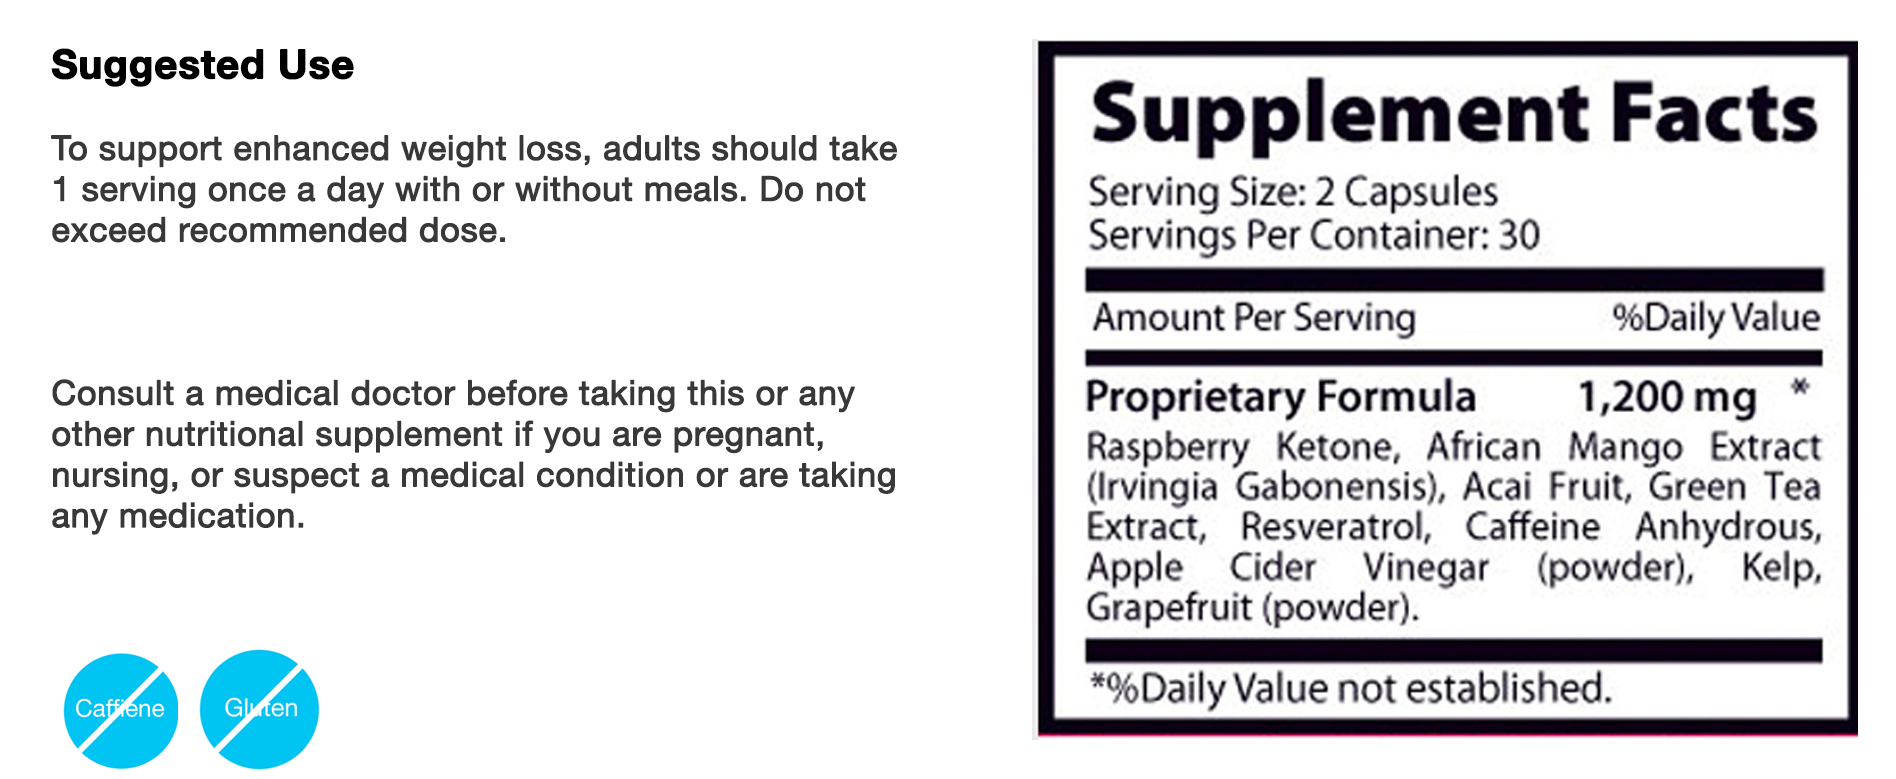 Suggested Use
To support enhanced weight loss, adults should take
1 serving once a day with or without meals. Do not
exceed recommended dose.
Consult a medical doctor before taking this or any
other nutritional supplement if you are pregnant,
nursing, or suspect a medical condition or are taking
any medication.
Caffiene
Gluten
Supplement Facts
Serving Size: 2 Capsules
Servings Per Container: 30
Amount Per Serving %Daily Value
Proprietary Formula 1,200 mg *
Raspberry Ketone, African Mango Extract
(Irvingia Gabonensis), Acai Fruit, Green Tea
Extract, Resveratrol, Caffeine Anhydrous,
Apple Cider Vinegar (powder), Kelp,
Grapefruit (powder).
*%Daily Value not established.